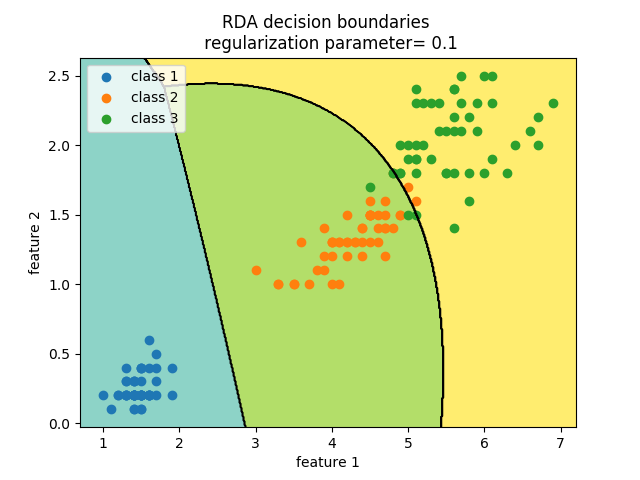 RDA decision boundaries
regularization parameter= 0.1
class 1
class 2
class 3
2.5
2.0
1.5
1.0
0.5
0.0
feature 2
1 2 3 4 5 6 7
feature 1